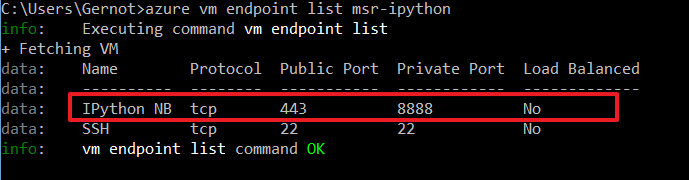 C:\Users\Gernot>azure vm endpoint list msr-ipython
info:    Executing command vm endpoint list
+ Fetching VM
data:    Name        Protocol  Public Port  Private Port  Load Balanced
data:    ----------  --------  -----------  ------------  -------------
data:    IPython NB  tcp       443          8888          No
data:    SSH         tcp       22           22            No
info:    vm endpoint list command OK